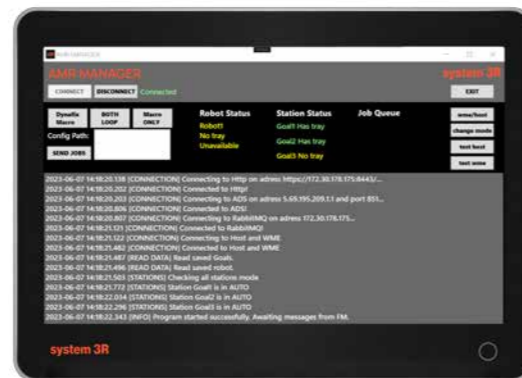 AMR MANAGER
AMR MANAGER
system 3R
CONNECT DISCONNECT Connected
EXIT
Dynafix Macro
BOTH LOOP
Macro ONLY
Robot Status
Robot1
No tray
Unavailable
Station Status
Goal1 Has tray
Goal2 Has tray
Goal3 No tray
Job Queue
wms/host
change mode
test host
test wms
Config Path:
SEND JOBS
2023-06-07 14:18:20.138 [CONNECTION] Connecting to Http on adress https://172.30.178.175:8443/...
2023-06-07 14:18:20.202 [CONNECTION] Connected to Http!
2023-06-07 14:18:20.203 [CONNECTION] Connecting to ADS on adress 5.69.195.209.1.1 and port 851...
2023-06-07 14:18:20.806 [CONNECTION] Connected to ADS!
2023-06-07 14:18:20.807 [CONNECTION] Connecting to RabbitMQ on adress 172.30.178.175...
2023-06-07 14:18:21.121 [CONNECTION] Connected to RabbitMQ!
2023-06-07 14:18:21.122 [CONNECTION] Connecting to Host and WME
2023-06-07 14:18:21.482 [CONNECTION] Connected to Host and WME
2023-06-07 14:18:21.487 [READ DATA] Read saved Goals.
2023-06-07 14:18:21.496 [READ DATA] Read saved robot.
2023-06-07 14:18:21.503 [STATIONS] Checking all stations mode
2023-06-07 14:18:21.772 [STATIONS] Station Goal1 is in AUTO
2023-06-07 14:18:22.034 [STATIONS] Station Goal2 is in AUTO
2023-06-07 14:18:22.296 [STATIONS] Station Goal3 is in AUTO
2023-06-07 14:18:22.343 [INFO] Program started successfully. Awaiting messages from FM.
system 3R